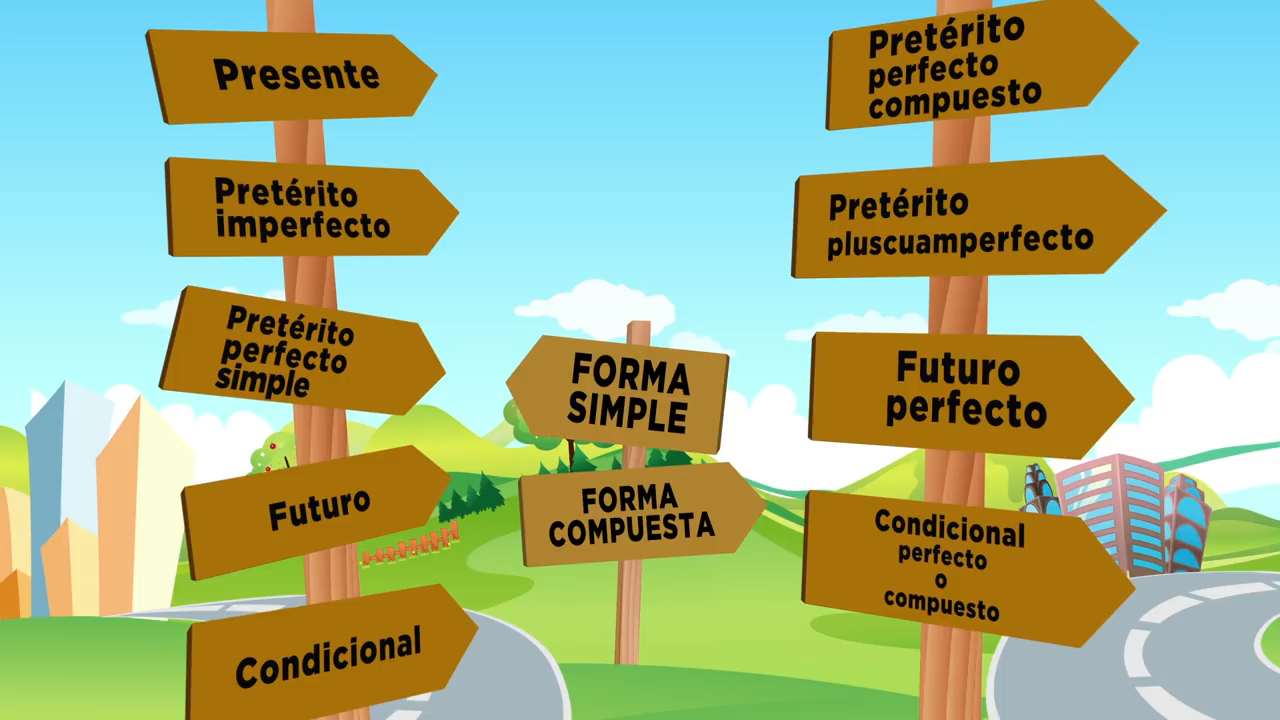 Presente
Pretérito
imperfecto
Pretérito
perfecto
simple
Futuro
Condicional
FORMA
SIMPLE
FORMA
COMPUESTA
Pretérito
perfecto
compuesto
Pretérito
pluscuamperfecto
Futuro
perfecto
Condicional
perfecto
o
compuesto